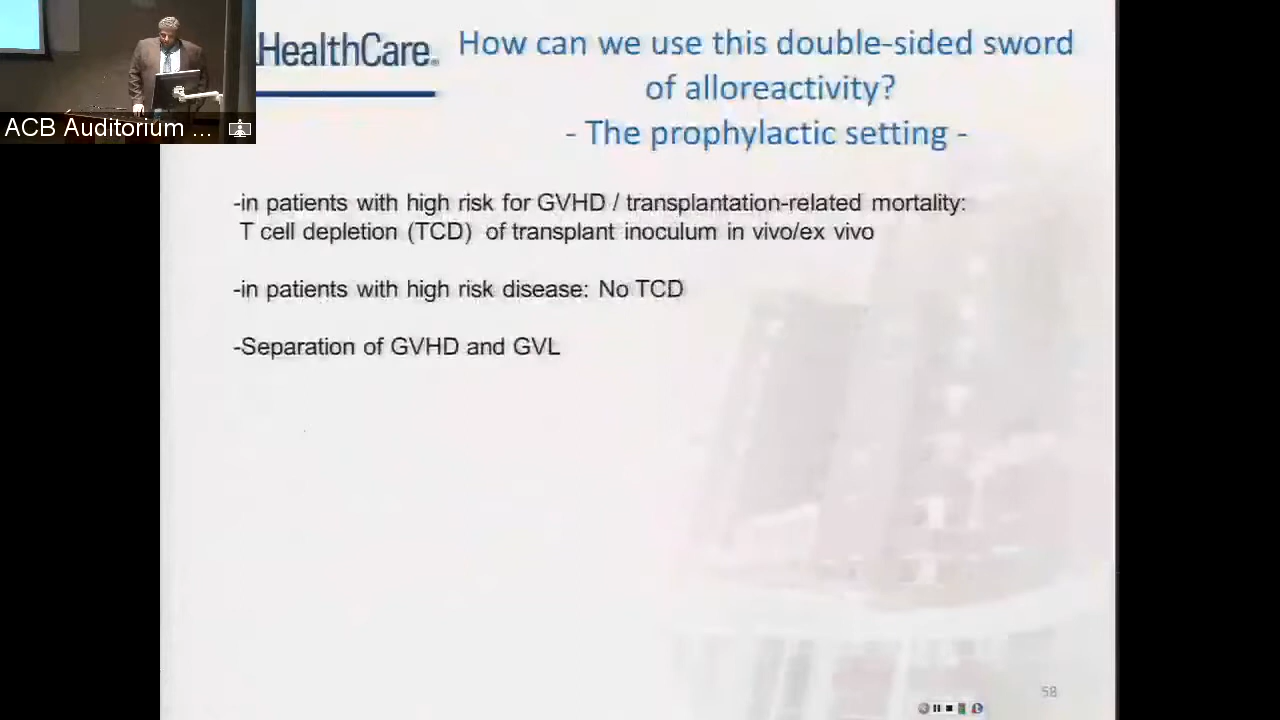 ACB Auditorium ...
HealthCare®
How can we use this double-sided sword
of alloreactivity?
- The prophylactic setting -
-in patients with high risk for GVHD / transplantation-related mortality:
T cell depletion (TCD) of transplant inoculum in vivo/ex vivo
-in patients with high risk disease: No TCD
-Separation of GVHD and GVL
58